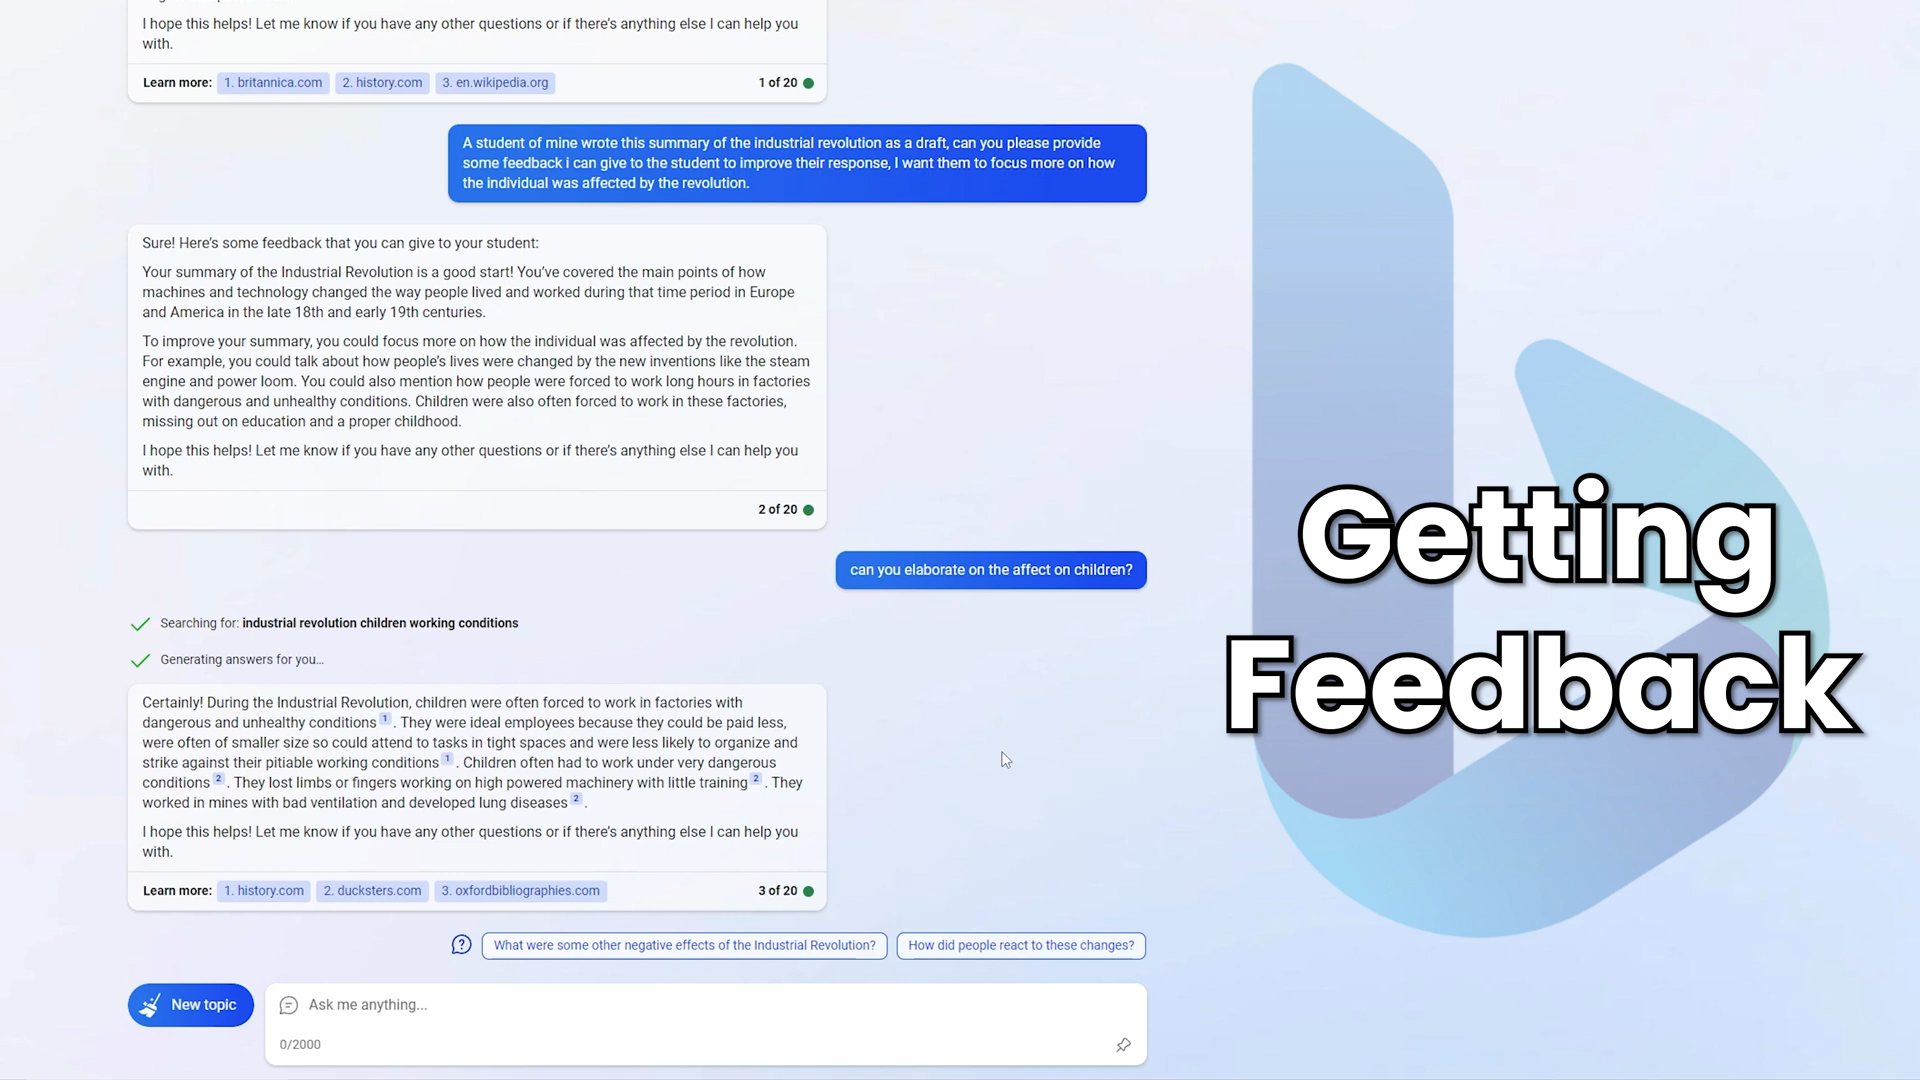 I hope this helps! Let me know if you have any other questions or if there's anything else I can help you
with.
Learn more: 1. britannica.com 2. history.com 3. en.wikipedia.org 1 of 20
A student of mine wrote this summary of the industrial revolution as a draft, can you please provide
some feedback i can give to the student to improve their response, I want them to focus more on how
the individual was affected by the revolution.
Sure! Here's some feedback that you can give to your student:
Your summary of the Industrial Revolution is a good start! You've covered the main points of how
machines and technology changed the way people lived and worked during that time period in Europe
and America in the late 18th and early 19th centuries.
To improve your summary, you could focus more on how the individual was affected by the revolution.
For example, you could talk about how people's lives were changed by the new inventions like the steam
engine and power loom. You could also mention how people were forced to work long hours in factories
with dangerous and unhealthy conditions. Children were also often forced to work in these factories,
missing out on education and a proper childhood.
I hope this helps! Let me know if you have any other questions or if there's anything else I can help you
with.
2 of 20
can you elaborate on the affect on children?
Searching for: industrial revolution children working conditions
Generating answers for you...
Certainly! During the Industrial Revolution, children were often forced to work in factories with
dangerous and unhealthy conditions 1 . They were ideal employees because they could be paid less,
were often of smaller size so could attend to tasks in tight spaces and were less likely to organize and
strike against their pitiable working conditions 1 . Children often had to work under very dangerous
conditions 2 . They lost limbs or fingers working on high powered machinery with little training 2 . They
worked in mines with bad ventilation and developed lung diseases 2 .
I hope this helps! Let me know if you have any other questions or if there's anything else I can help you
with.
Learn more: 1. history.com 2. ducksters.com 3. oxfordbibliographies.com 3 of 20
What were some other negative effects of the Industrial Revolution? How did people react to these changes?
New topic
Ask me anything...
0/2000
Getting
Feedback